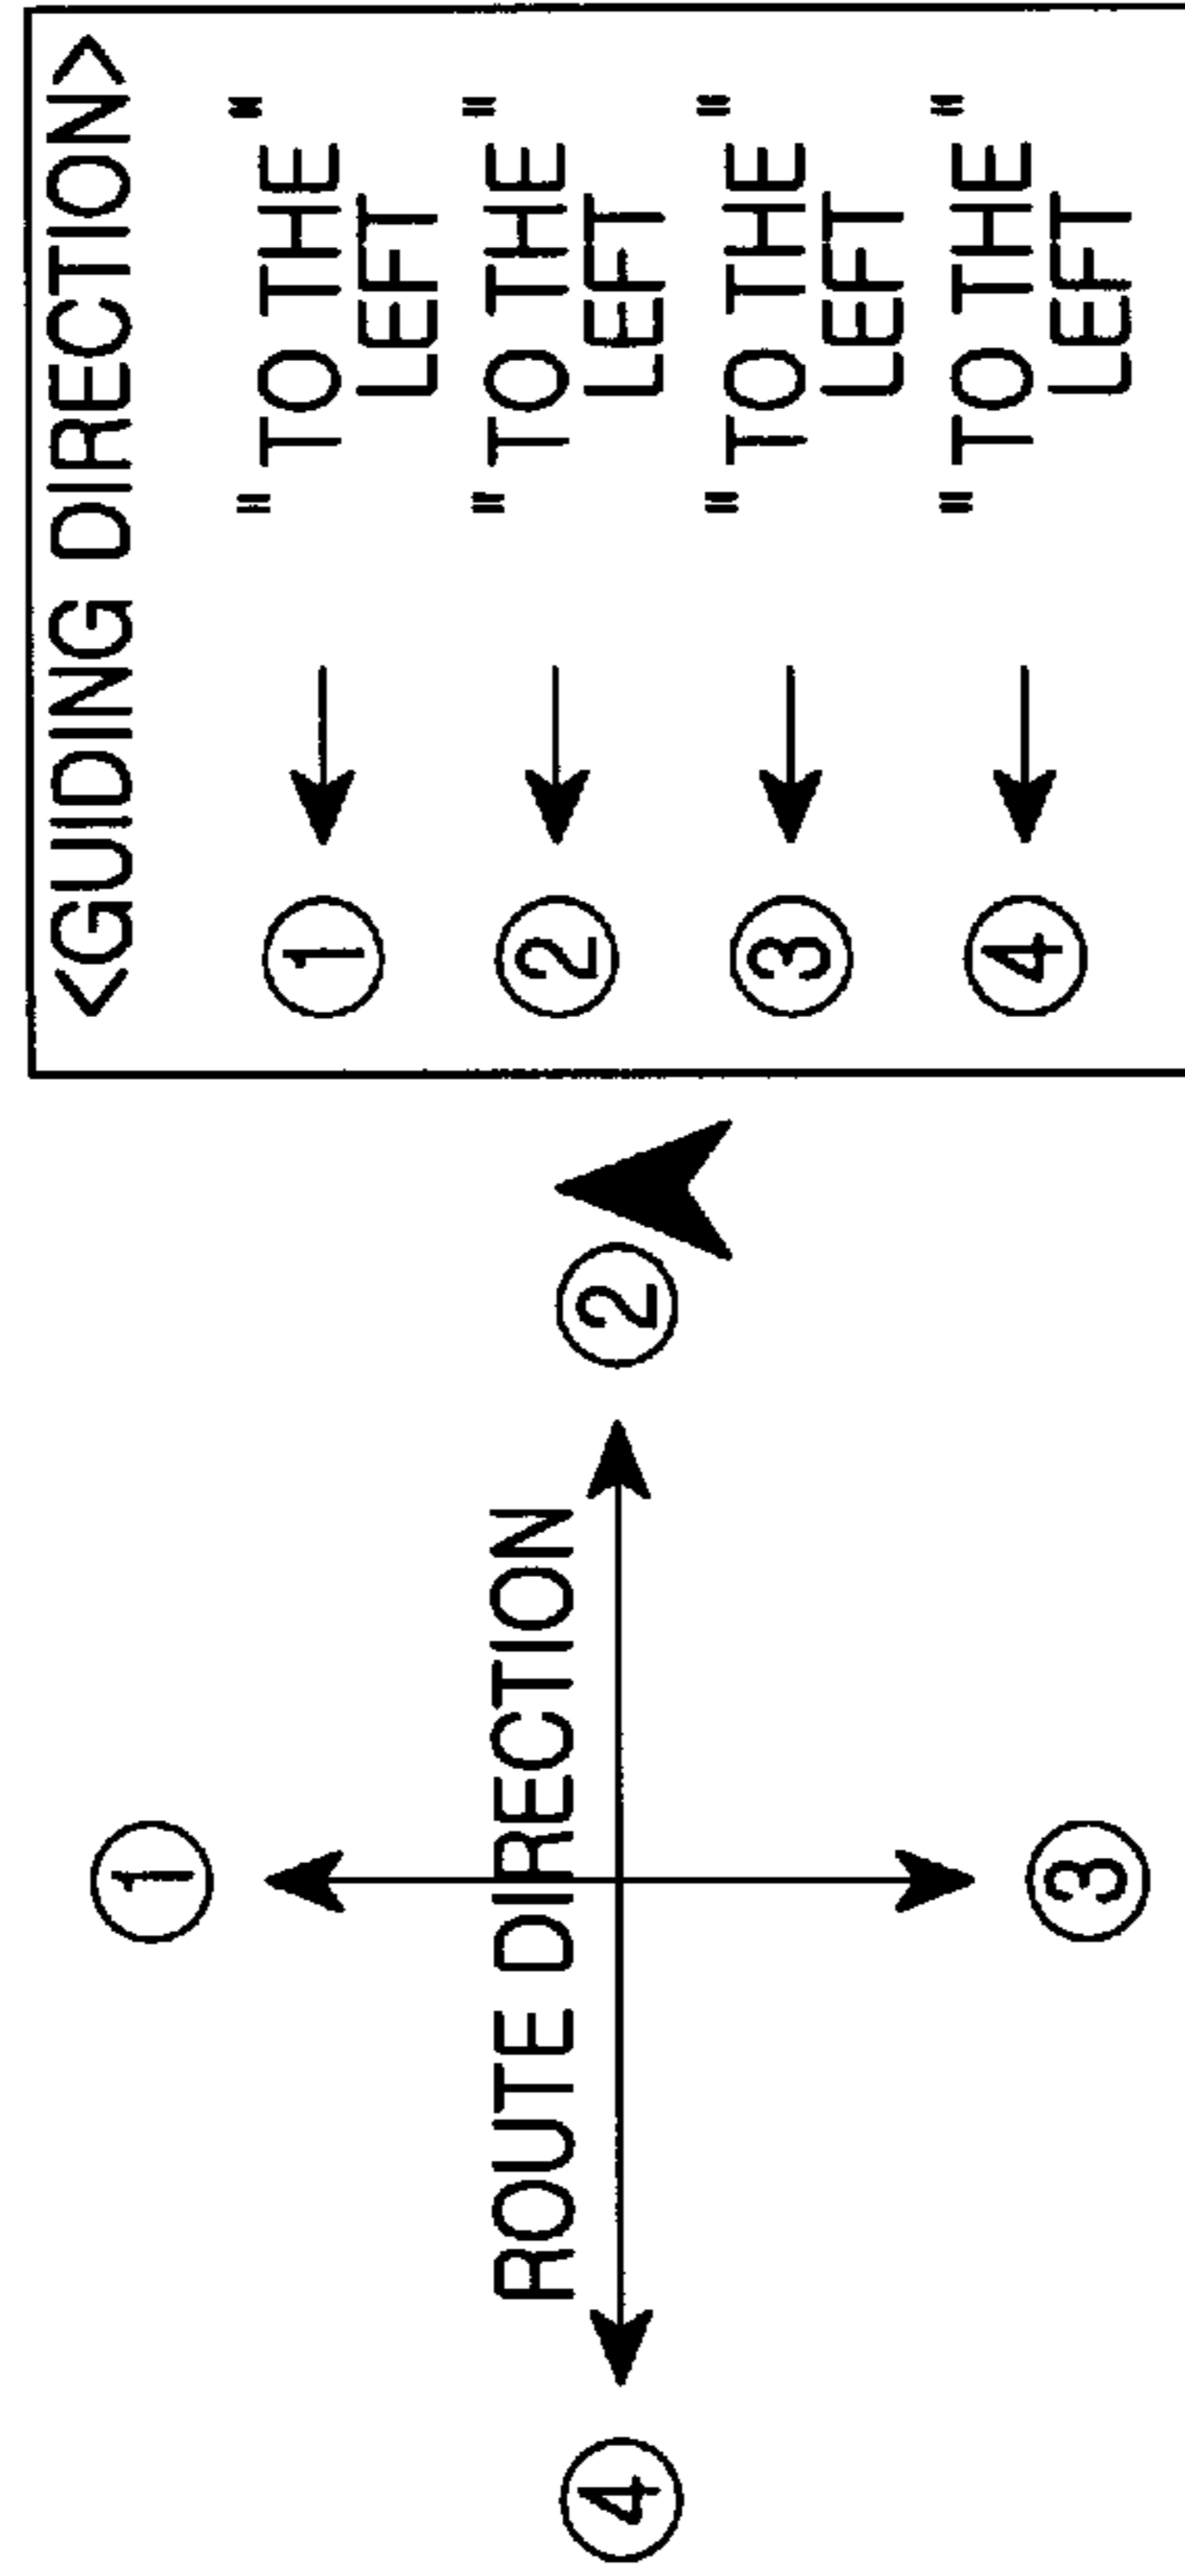 ①
④
ROUTE DIRECTION
②
③
<GUIDING DIRECTION>
① " TO THE "
LEFT
② " TO THE "
LEFT
③ " TO THE "
LEFT
④ " TO THE "
LEFT